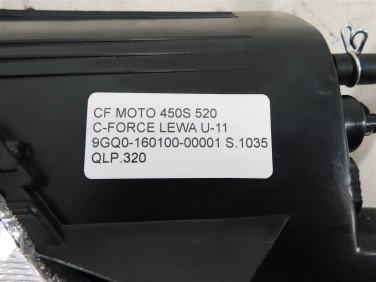 CF MOTO 450S 520
C-FORCE LEWA U-11
9GQ0-160100-00001 S.1035
QLP.320